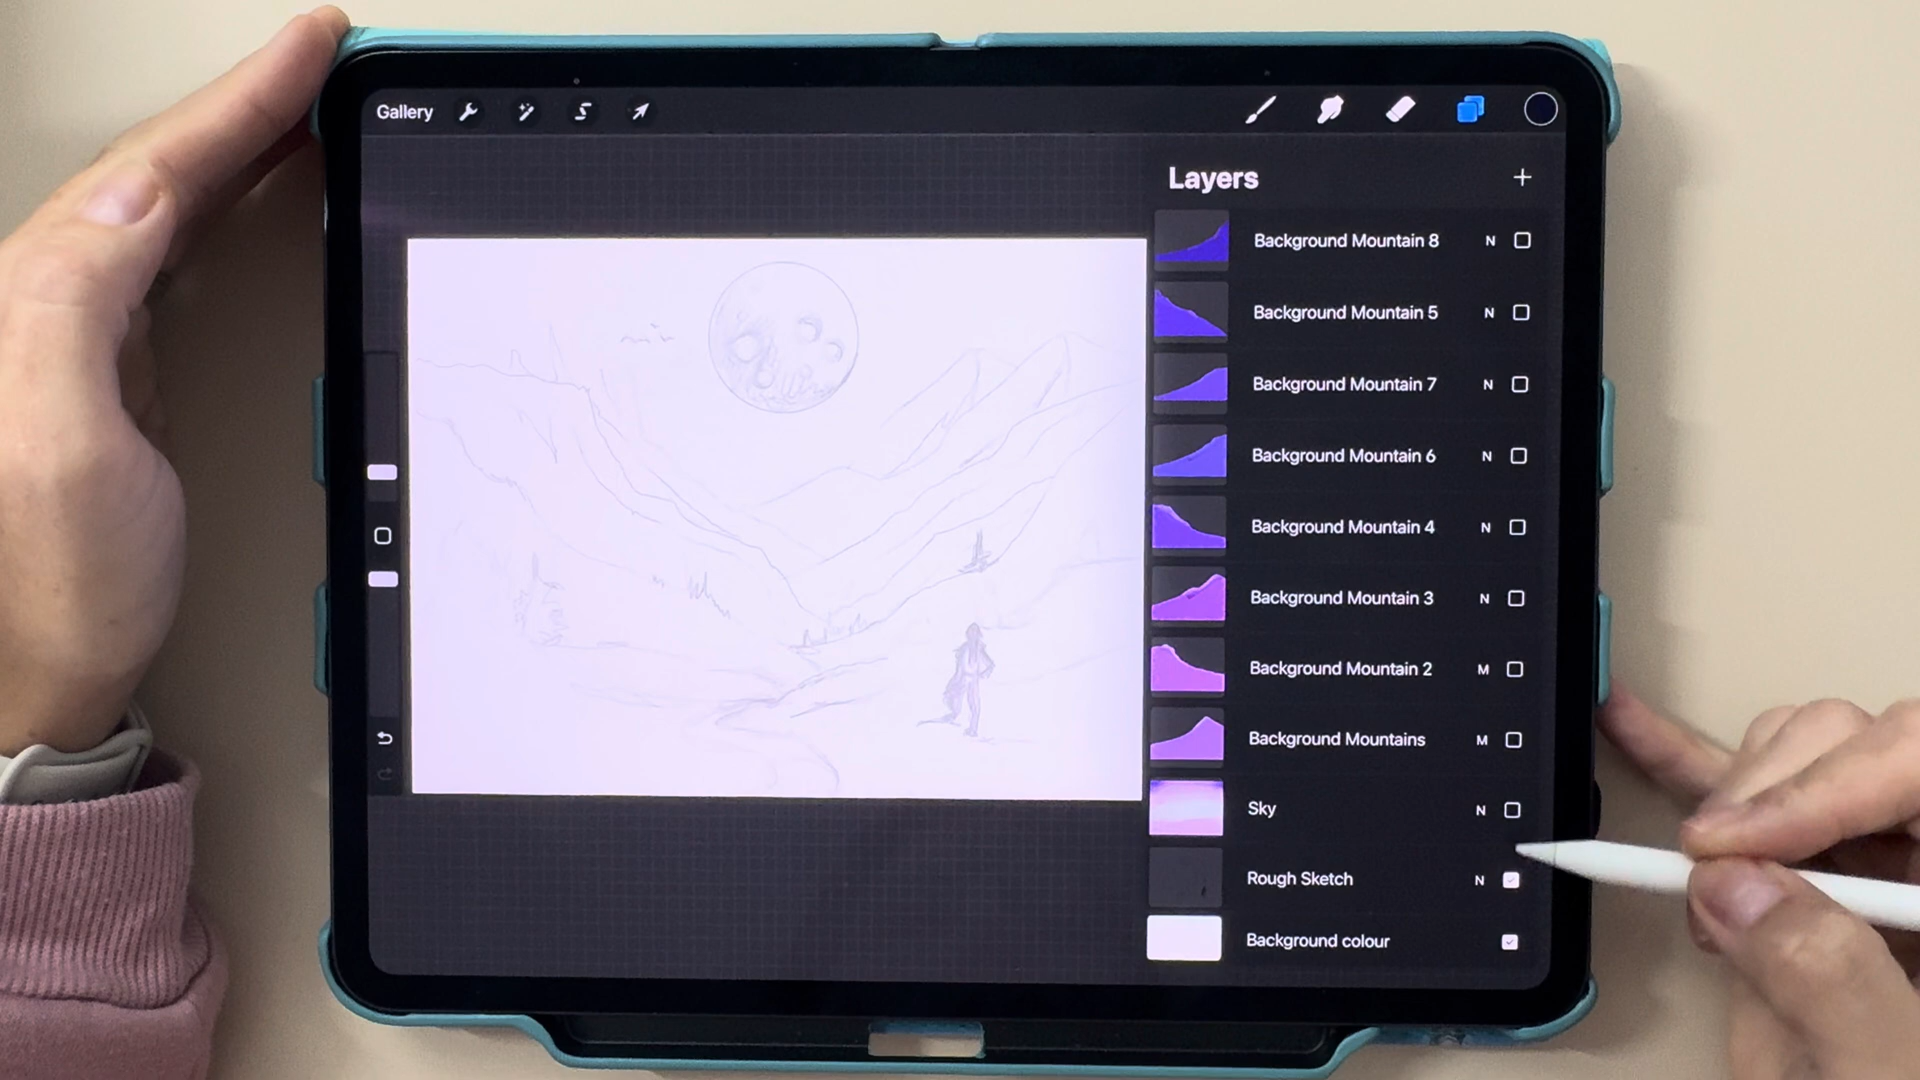 Gallery
Layers
Background Mountain 8 N
Background Mountain 5 N
Background Mountain 7 N
Background Mountain 6 N
Background Mountain 4 N
Background Mountain 3 N
Background Mountain 2 M
Background Mountains M
Sky N
Rough Sketch N
Background colour